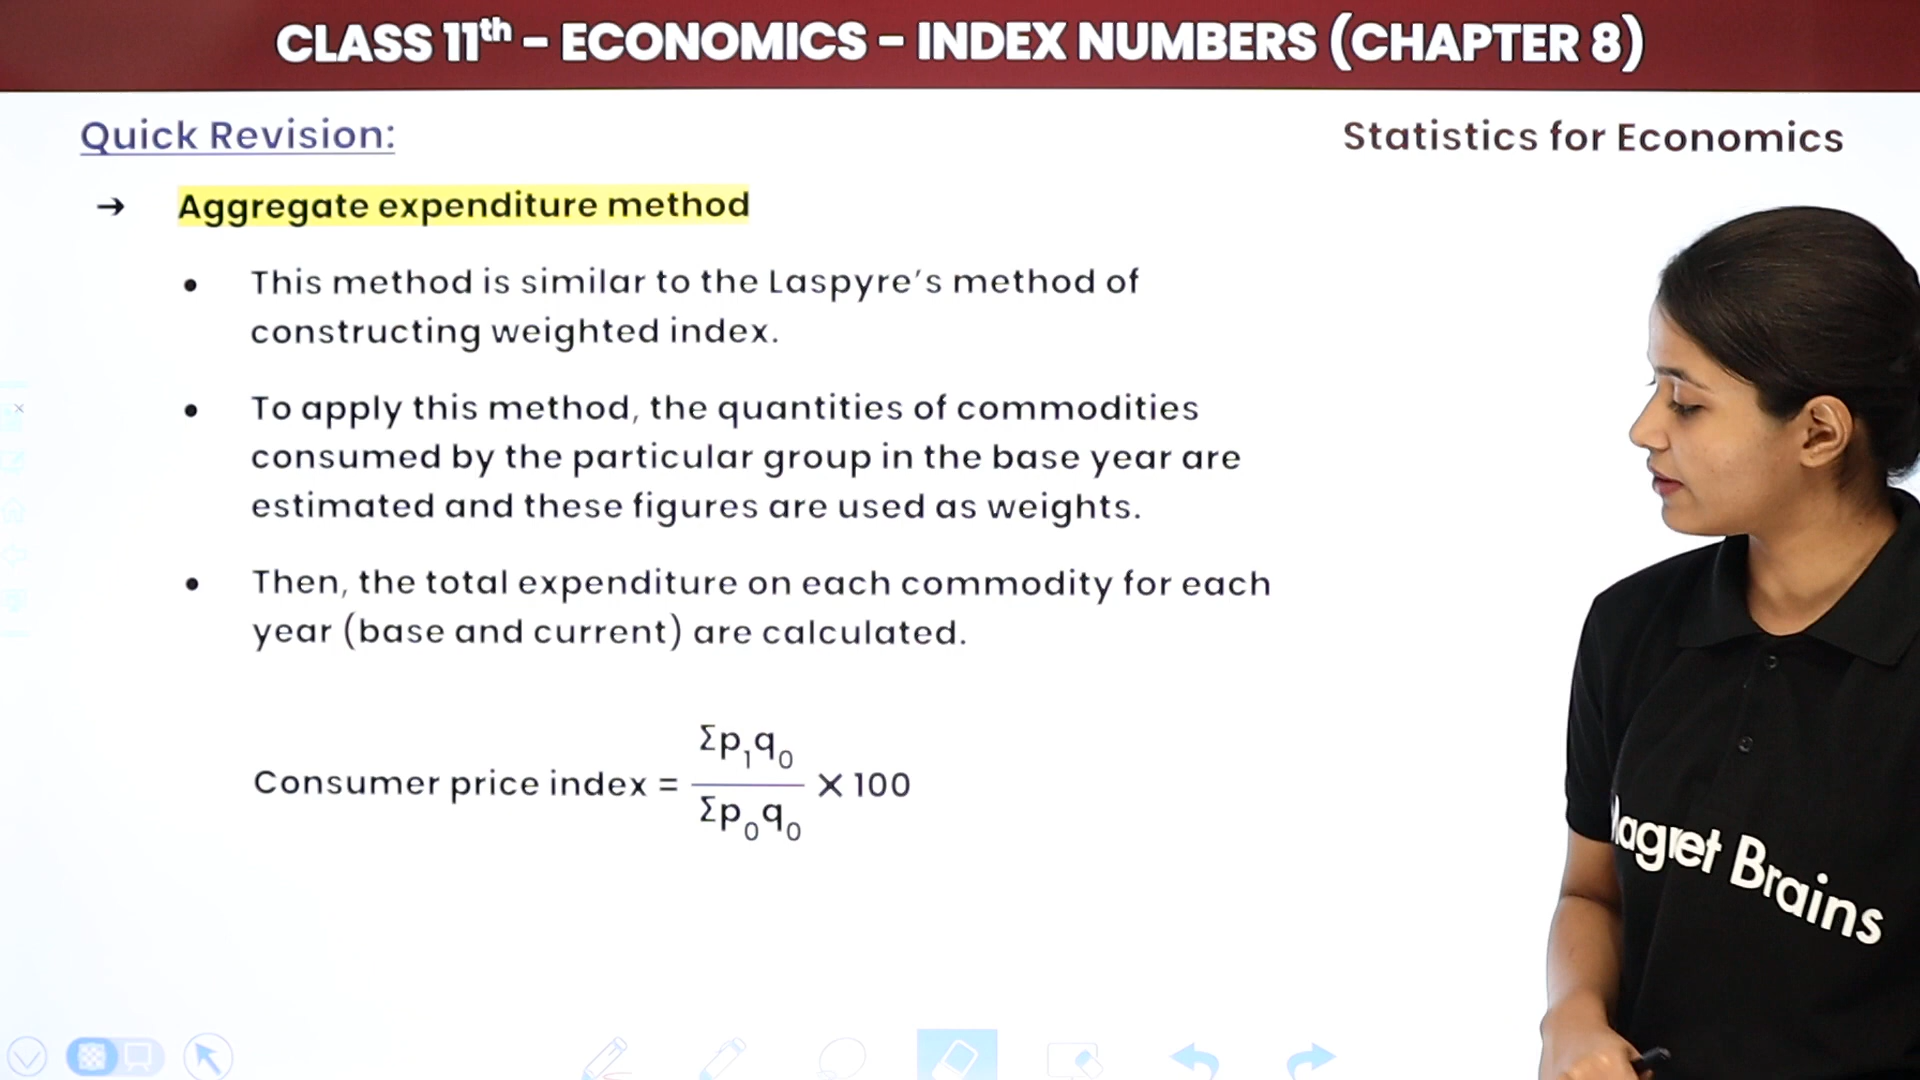 CLASS 11th - ECONOMICS - INDEX NUMBERS (CHAPTER 8)
Quick Revision:
Statistics for Economics
→ Aggregate expenditure method
• This method is similar to the Laspyre's method of
constructing weighted index.
• To apply this method, the quantities of commodities
consumed by the particular group in the base year are
estimated and these figures are used as weights.
• Then, the total expenditure on each commodity for each
year (base and current) are calculated.
Consumer price index = Σp₁q₀ / Σp₀q₀ × 100
agnet Brains